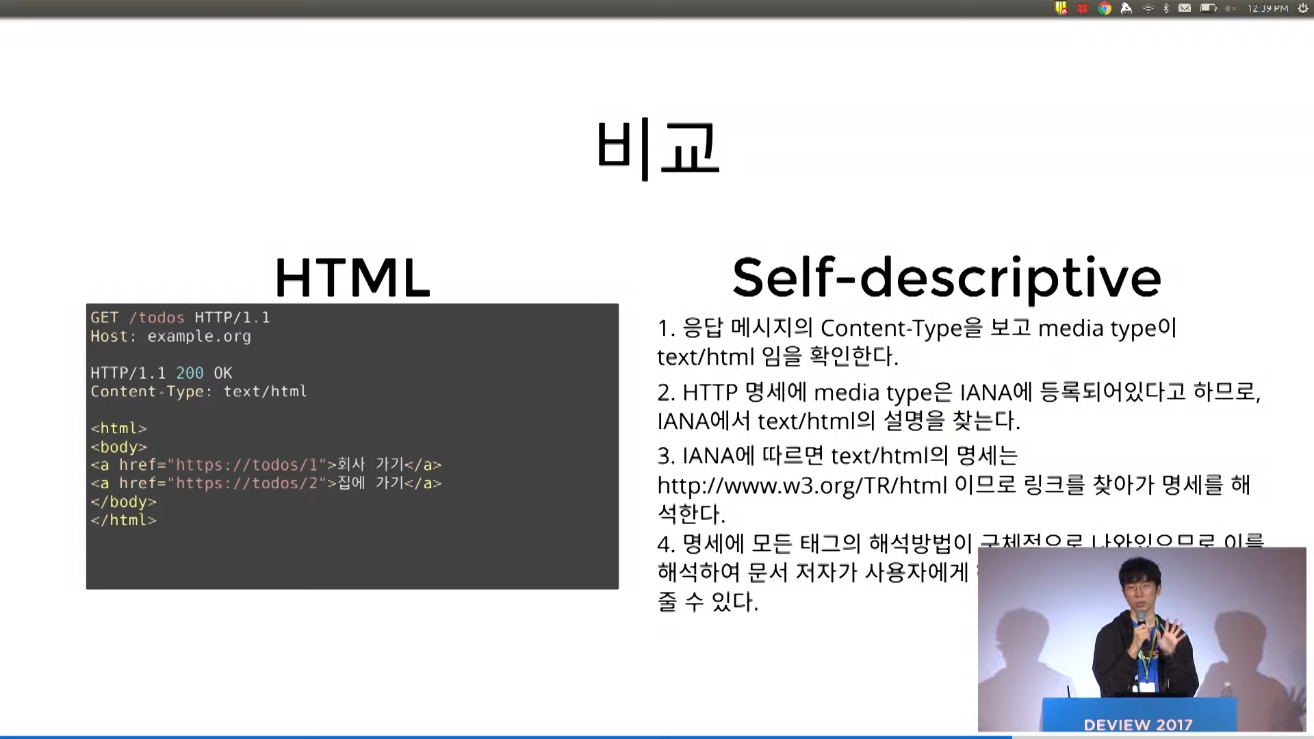 12:39 PM
비교
HTML
GET /todos HTTP/1.1
Host: example.org
HTTP/1.1 200 OK
Content-Type: text/html
<html>
<body>
<a href="https://todos/1">회사 가기</a>
<a href="https://todos/2">집에 가기</a>
</body>
</html>
Self-descriptive
1. 응답 메시지의 Content-Type을 보고 media type이
text/html 임을 확인한다.
2. HTTP 명세에 media type은 IANA에 등록되어있다고 하므로,
IANA에서 text/html의 설명을 찾는다.
3. IANA에 따르면 text/html의 명세는
http://www.w3.org/TR/html 이므로 링크를 찾아가 명세를 해
석한다.
4. 명세에 모든 태그의 해석방법이 구체적으로 나와있으므로 이를
해석하여 문서 저자가 사용자에게
줄 수 있다.
DEVIEW 2017